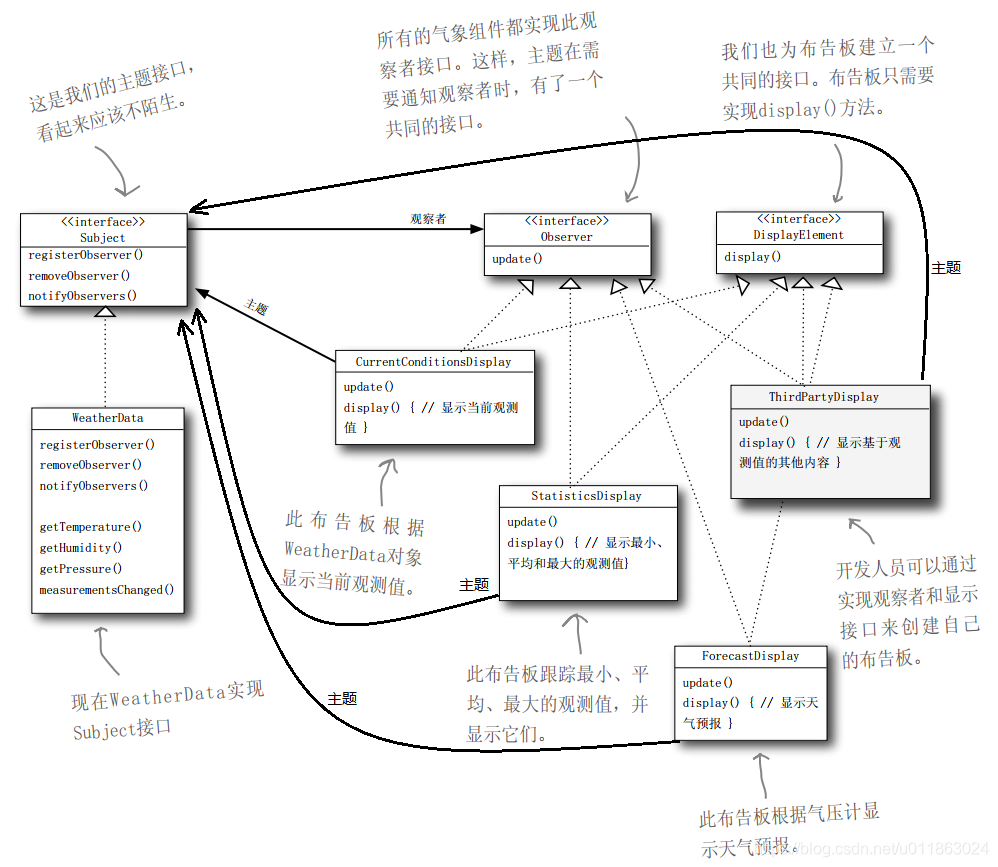 这是我们的主题接口，
看起来应该不陌生。
所有的气象组件都实现此观
察者接口。这样，主题在需
要通知观察者时，有了一个
共同的接口。
我们也为布告板建立一个
共同的接口。布告板只需要
实现display()方法。
<<interface>>
Subject
registerObserver()
removeObserver()
notifyObservers()
观察者
<<interface>>
Observer
update()
<<interface>>
DisplayElement
display()
主题
主题
CurrentConditionsDisplay
update()
display() { // 显示当前观测
值 }
ThirdPartyDisplay
update()
display() { // 显示基于观
测值的其他内容 }
WeatherData
registerObserver()
removeObserver()
notifyObservers()
getTemperature()
getHumidity()
getPressure()
measurementsChanged()
StatisticsDisplay
update()
display() { // 显示最小、
平均和最大的观测值}
此布告板根据
WeatherData对象
显示当前观测值。
主题
开发人员可以通过
实现观察者和显示
接口来创建自己
的布告板。
ForecastDisplay
update()
display() { // 显示天
气预报 }
现在WeatherData实现
Subject接口
主题
此布告板跟踪最小、平
均、最大的观测值，并
显示它们。
此布告板根据气压计显
示天气预报。
https://blog.csdn.net/u011863024